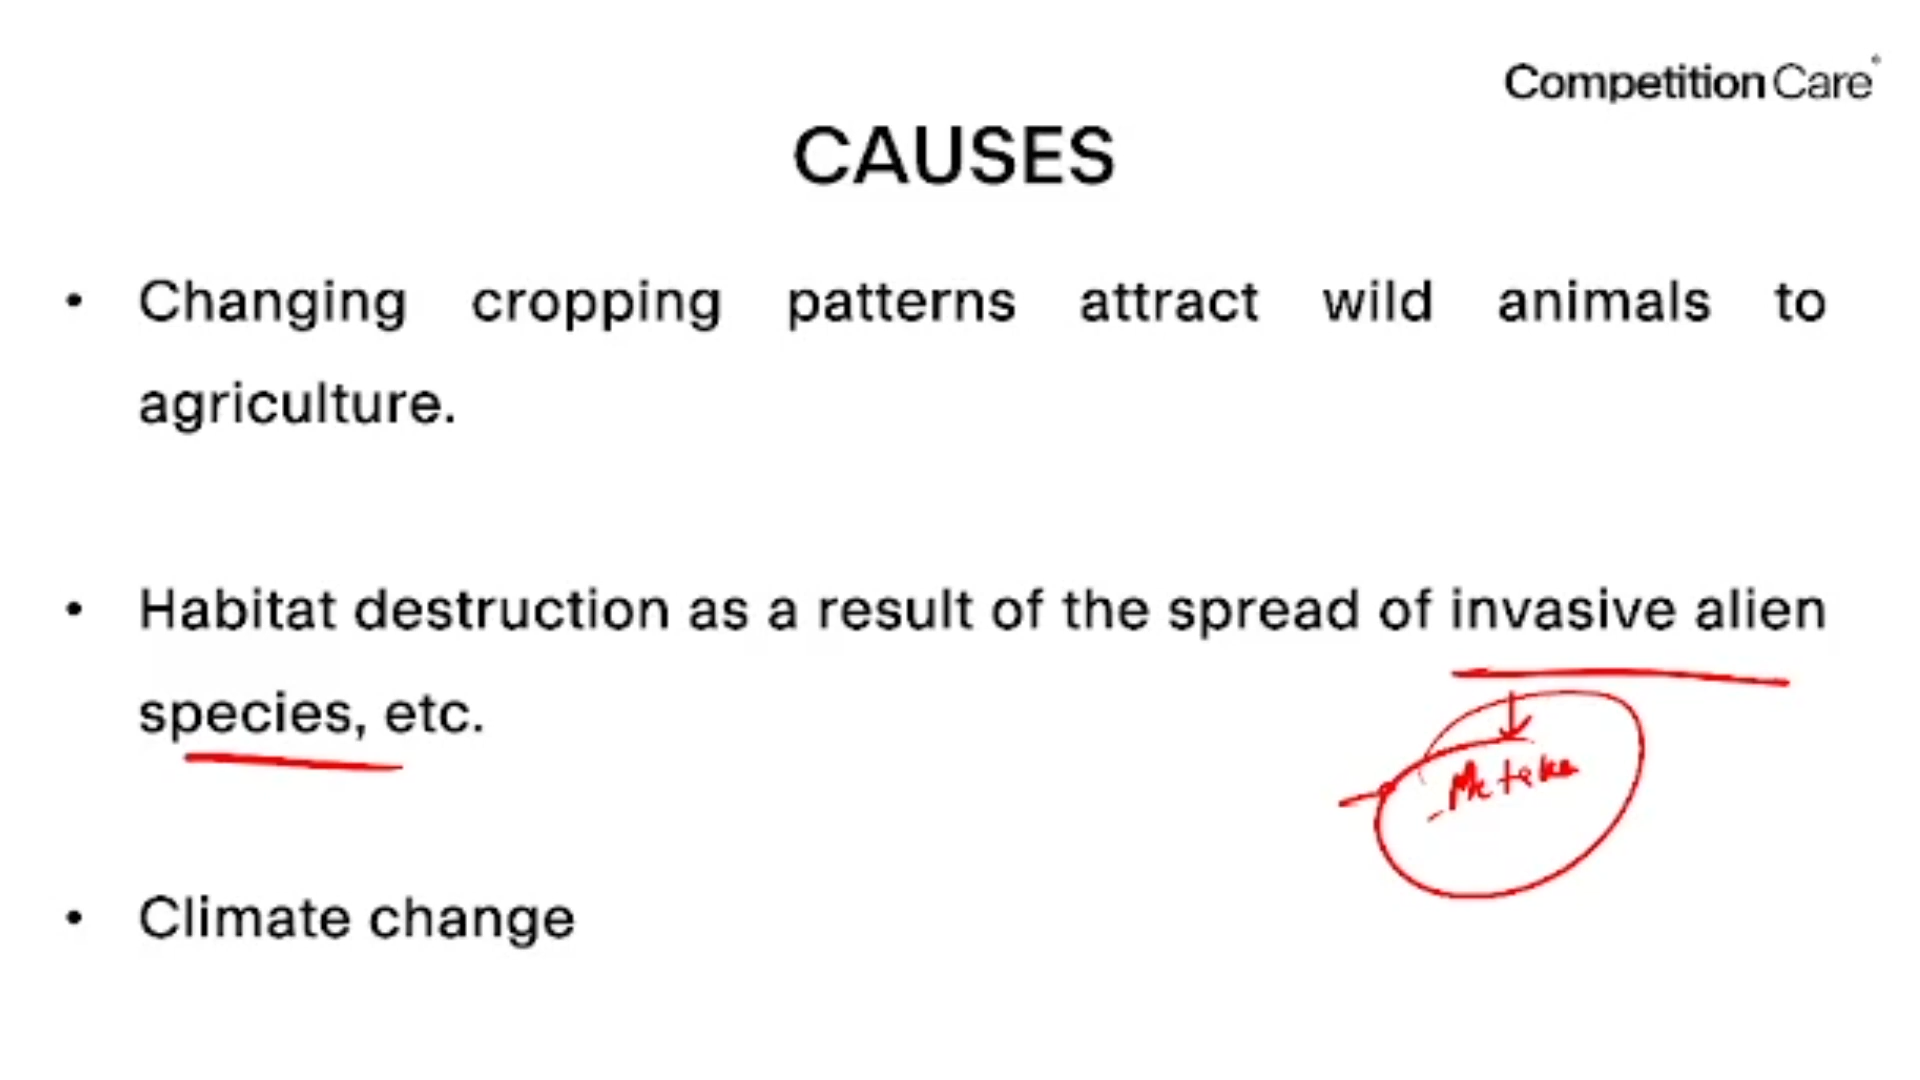 Competition Care
CAUSES
• Changing cropping patterns attract wild animals to
agriculture.
• Habitat destruction as a result of the spread of invasive alien
species, etc.
• Climate change